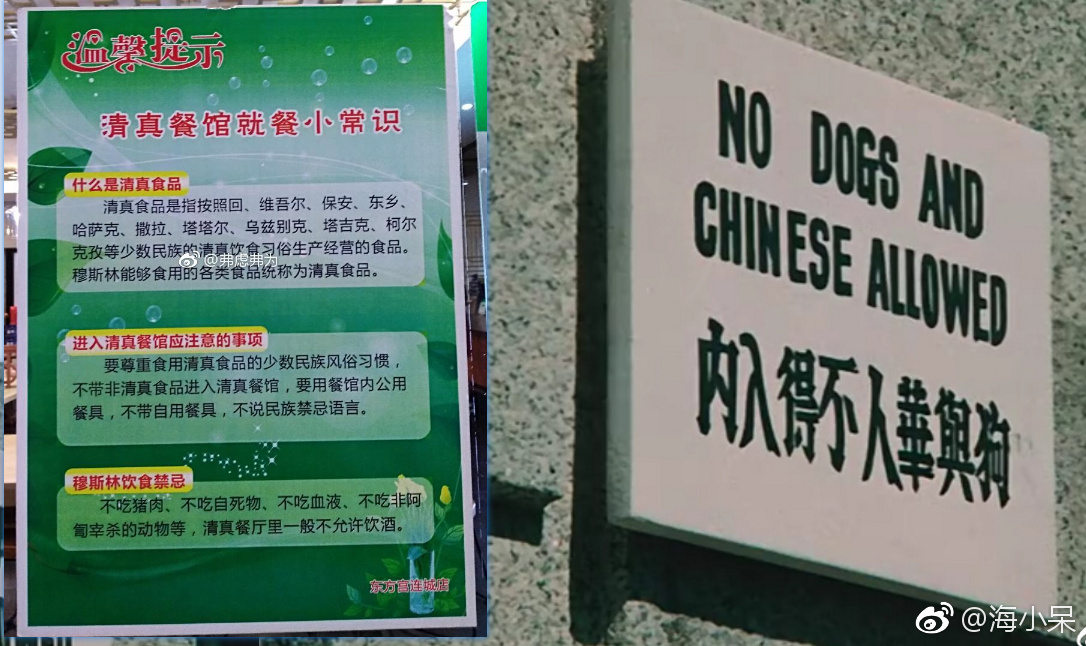 温馨提示
清真餐馆就餐小常识
什么是清真食品
清真食品是指按照回、维吾尔、保安、东乡、
哈萨克、撒拉、塔塔尔、乌兹别克、塔吉克、柯尔
克孜等少数民族的清真饮食习俗生产经营的食品。
穆斯林能够食用的各类食品统称为清真食品。
@弗虑弗为
进入清真餐馆应注意的事项
要尊重食用清真食品的少数民族风俗习惯，
不带非清真食品进入清真餐馆，要用餐馆内公用
餐具，不带自用餐具，不说民族禁忌语言。
穆斯林饮食禁忌
不吃猪肉、不吃自死物、不吃血液、不吃非阿
訇宰杀的动物等，清真餐厅里一般不允许饮酒。
东方宫连城店
NO DOGS AND
CHINESE ALLOWED
内入得不人華與狗
@海小呆